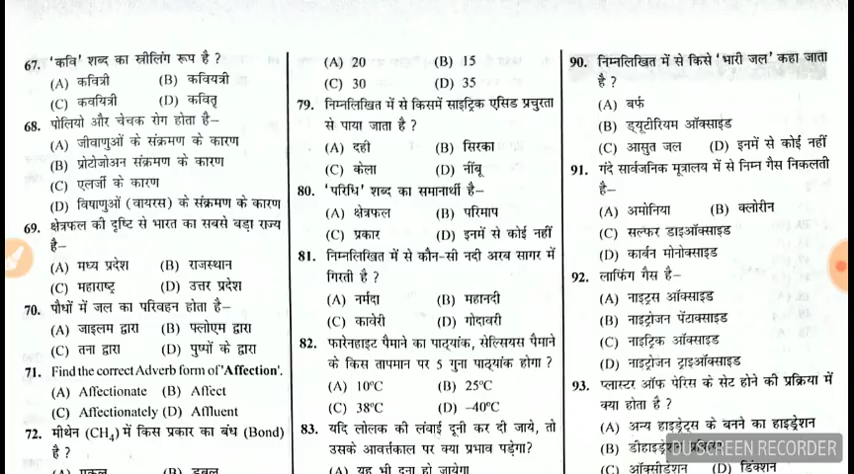 67. 'कवि' शब्द का स्त्रीलिंग रूप है ?
(A) कवित्री (B) कवियत्री
(C) कवयित्री (D) कवितृ
68. पोलियो और चेचक रोग होता है–
(A) जीवाणुओं के संक्रमण के कारण
(B) प्रोटोजोअन संक्रमण के कारण
(C) एलर्जी के कारण
(D) विषाणुओं (वायरस) के संक्रमण के कारण
69. क्षेत्रफल की दृष्टि से भारत का सबसे बड़ा राज्य
है–
(A) मध्य प्रदेश (B) राजस्थान
(C) महाराष्ट्र (D) उत्तर प्रदेश
70. पौधों में जल का परिवहन होता है–
(A) जाइलम द्वारा (B) फ्लोएम द्वारा
(C) तना द्वारा (D) पुष्पों के द्वारा
71. Find the correct Adverb form of 'Affection'.
(A) Affectionate (B) Affect
(C) Affectionately (D) Affluent
72. मीथेन (CH₄) में किस प्रकार का बंध (Bond)
है ?
(A) एकल (B) डबल
(A) 20 (B) 15
(C) 30 (D) 35
79. निम्नलिखित में से किसमें साइट्रिक एसिड प्रचुरता
से पाया जाता है ?
(A) दही (B) सिरका
(C) केला (D) नींबू
80. 'परिधि' शब्द का समानार्थी है–
(A) क्षेत्रफल (B) परिमाप
(C) प्रकार (D) इनमें से कोई नहीं
81. निम्नलिखित में से कौन-सी नदी अरब सागर में
गिरती है ?
(A) नर्मदा (B) महानदी
(C) कावेरी (D) गोदावरी
82. फारेनहाइट पैमाने का पाठ्यांक, सेल्सियस पैमाने
के किस तापमान पर 5 गुना पाठ्यांक होगा ?
(A) 10°C (B) 25°C
(C) 38°C (D) –40°C
83. यदि लोलक की लंबाई दूनी कर दी जाये, तो
उसके आवर्त्तकाल पर क्या प्रभाव पड़ेगा?
(A) यह भी दूना हो जायेगा
90. निम्नलिखित में से किसे 'भारी जल' कहा जाता
है ?
(A) बर्फ
(B) ड्यूटीरियम ऑक्साइड
(C) आसुत जल (D) इनमें से कोई नहीं
91. गंदे सार्वजनिक मूत्रालय में से निम्न गैस निकलती
है–
(A) अमोनिया (B) क्लोरीन
(C) सल्फर डाइऑक्साइड
(D) कार्बन मोनोक्साइड
92. लाफिंग गैस है–
(A) नाइट्रस ऑक्साइड
(B) नाइट्रोजन पेंटाक्साइड
(C) नाइट्रिक ऑक्साइड
(D) नाइट्रोजन ट्राइऑक्साइड
93. प्लास्टर ऑफ पेरिस के सेट होने की प्रक्रिया में
क्या होता है ?
(A) अन्य हाइड्रेट्स के बनने का हाइड्रेशन
(B) डीहाइड्रेशन
(C) ऑक्सीडेशन (D) डिक्शन
DU SCREEN RECORDER